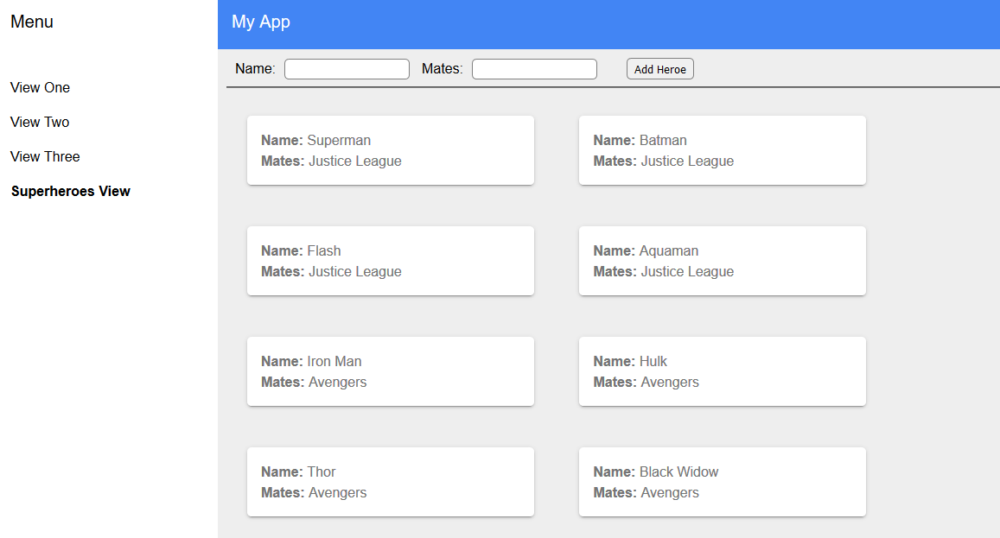 Menu
My App
Name:
Mates:
Add Heroe
View One
View Two
View Three
Superheroes View
Name: Superman
Mates: Justice League
Name: Batman
Mates: Justice League
Name: Flash
Mates: Justice League
Name: Aquaman
Mates: Justice League
Name: Iron Man
Mates: Avengers
Name: Hulk
Mates: Avengers
Name: Thor
Mates: Avengers
Name: Black Widow
Mates: Avengers